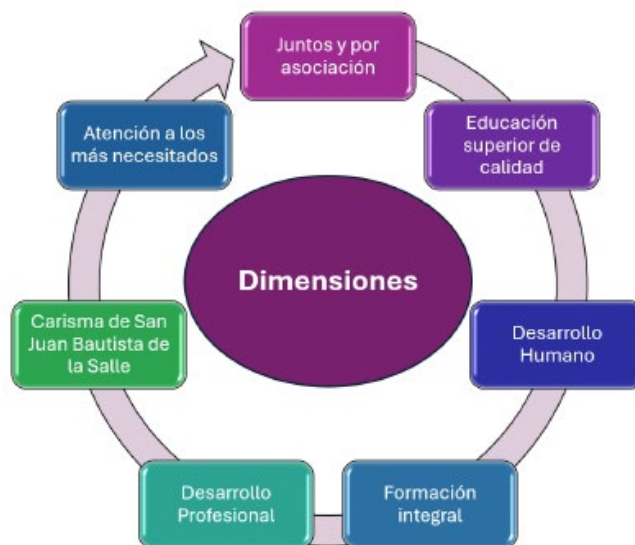 Juntos y por
asociación
Educación
superior de
calidad
Desarrollo
Humano
Formación
integral
Desarrollo
Profesional
Carisma de San
Juan Bautista de
la Salle
Atención a los
más necesitados
Dimensiones